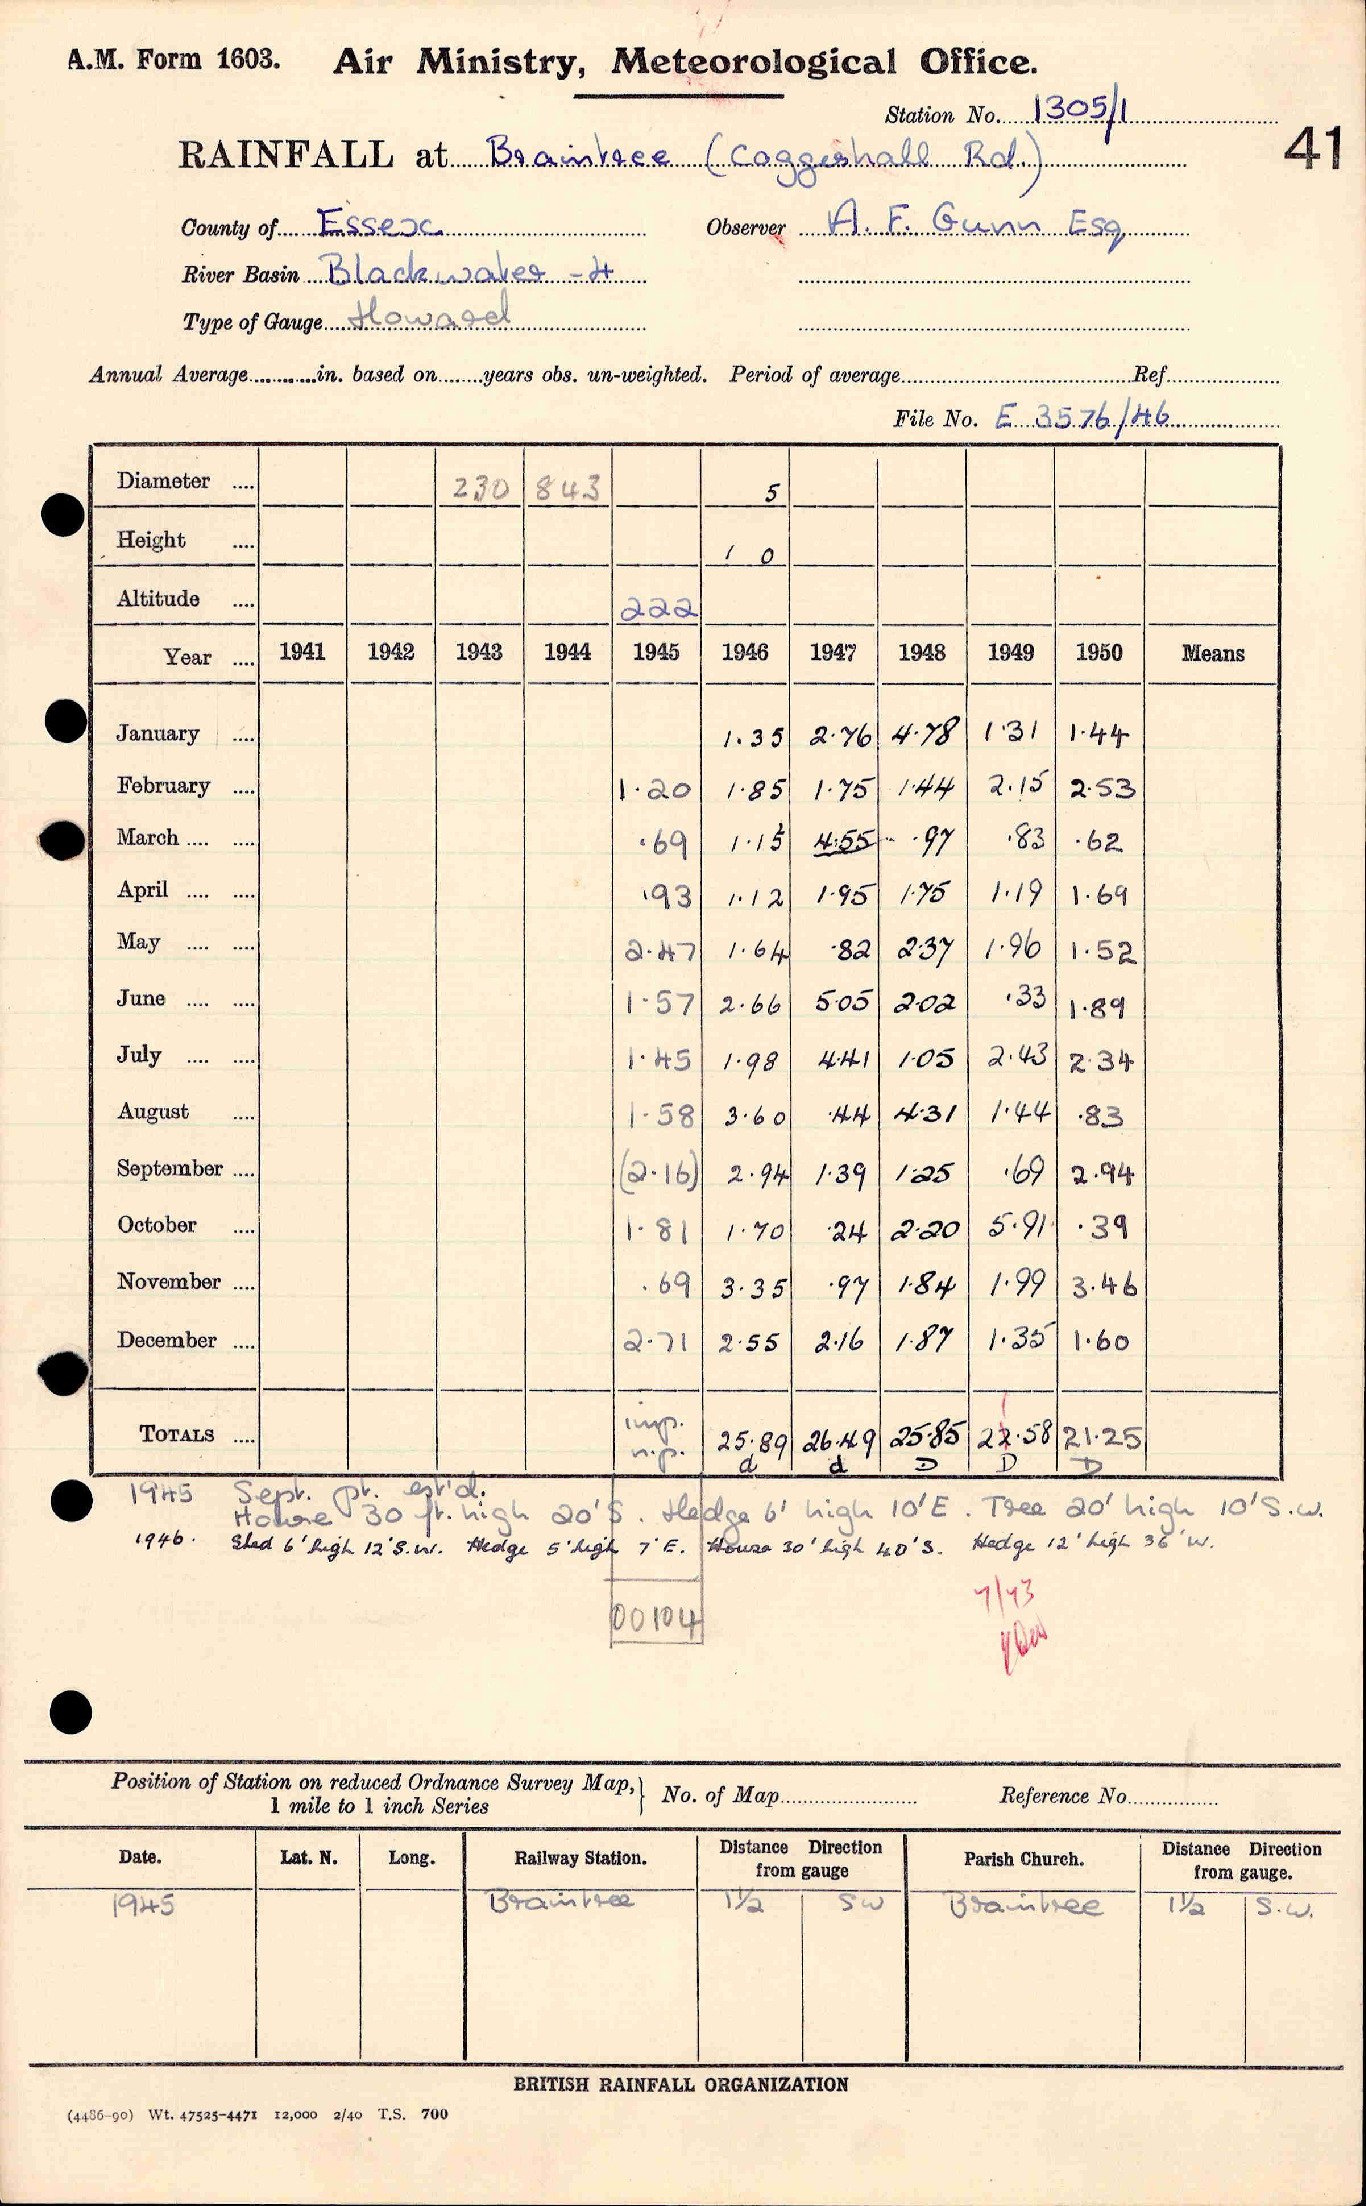 A.M. Form 1603. Air Ministry, Meteorological Office.
Station No. 1305/1
41
RAINFALL at Braintree (Coggeshall Rd.)
County of Essex Observer A. F. Gunn Esq
River Basin Blackwater - 4
Type of Gauge Howard
Annual Average in. based on years obs. un-weighted. Period of average Ref
File No. E 3576/46
Diameter 230 843 5
Height 1 0
Altitude 222
Year 1941 1942 1943 1944 1945 1946 1947 1948 1949 1950 Means
January 1.35 2.76 4.78 1.31 1.44
February 1.20 1.85 1.75 1.44 2.15 2.53
March .69 1.15 4.55 .97 .83 .62
April .93 1.12 1.95 1.75 1.19 1.69
May 2.47 1.64 .82 2.37 1.96 1.52
June 1.57 2.66 5.05 2.02 .33 1.89
July 1.45 1.98 4.41 1.05 2.43 2.34
August 1.58 3.60 .44 4.31 1.44 .83
September (2.16) 2.94 1.39 1.25 .69 2.94
October 1.81 1.70 .24 2.20 5.91 .39
November .69 3.35 .97 1.84 1.99 3.46
December 2.71 2.55 2.16 1.87 1.35 1.60
TOTALS imp. n.p. 25.89 26.49 25.85 21.58 21.25
d d D D D
1945 Sept. pt. est'd.
House 30 ft. high 20'S. Hedge 6' high 10'E. Tree 20' high 10'S.W.
1946. Shed 6' high 12'S.W. Hedge 5' high 7'E. House 30' high 40'S. Hedge 12' high 36'W.
7/73
00104
Position of Station on reduced Ordnance Survey Map, No. of Map Reference No.
1 mile to 1 inch Series
Date. Lat. N. Long. Railway Station. Distance Direction from gauge Parish Church. Distance Direction from gauge.
1945 Braintree 1½ SW Braintree 1½ S.W.
BRITISH RAINFALL ORGANIZATION
(4486-90) Wt. 47525-4471 12,000 2/40 T.S. 700